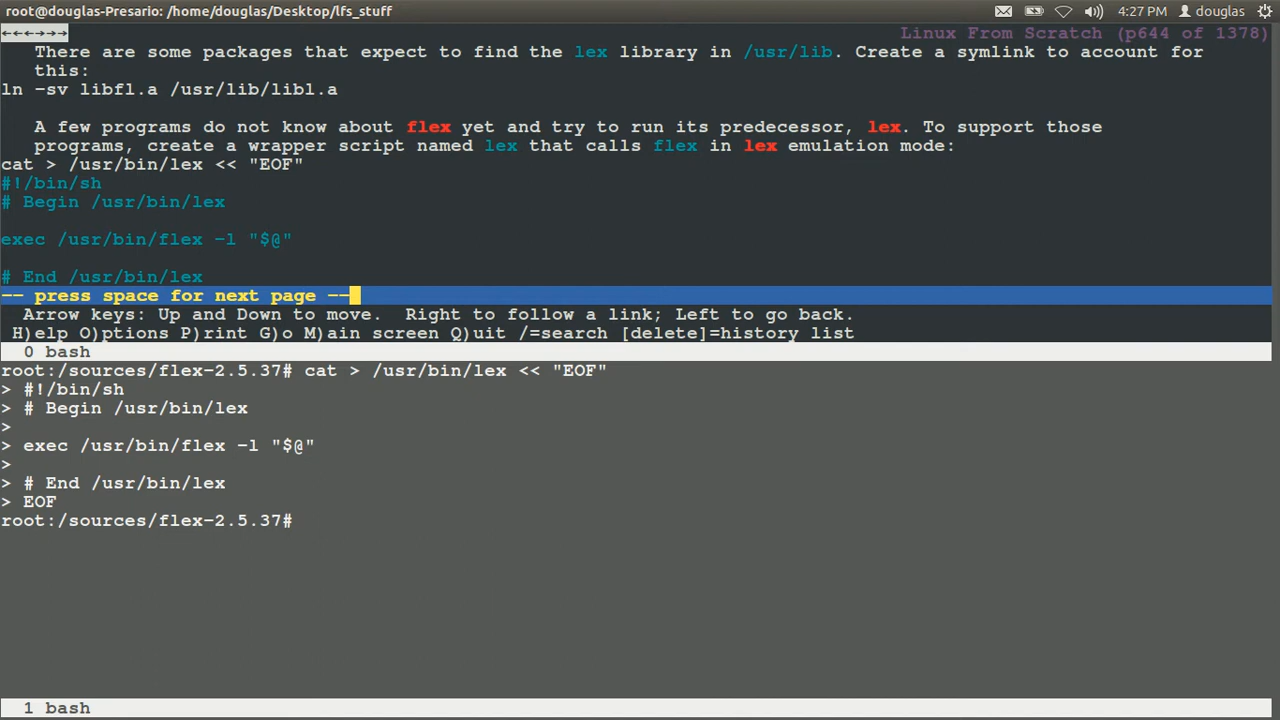 root@douglas-Presario: /home/douglas/Desktop/lfs_stuff 4:27 PM douglas
←←←→→→ Linux From Scratch (p644 of 1378)
There are some packages that expect to find the lex library in /usr/lib. Create a symlink to account for
this:
ln -sv libfl.a /usr/lib/libl.a
A few programs do not know about flex yet and try to run its predecessor, lex. To support those
programs, create a wrapper script named lex that calls flex in lex emulation mode:
cat > /usr/bin/lex << "EOF"
#!/bin/sh
# Begin /usr/bin/lex
exec /usr/bin/flex -l "$@"
# End /usr/bin/lex
-- press space for next page --
Arrow keys: Up and Down to move.  Right to follow a link; Left to go back.
H)elp O)ptions P)rint G)o M)ain screen Q)uit /=search [delete]=history list
0 bash
root:/sources/flex-2.5.37# cat > /usr/bin/lex << "EOF"
> #!/bin/sh
> # Begin /usr/bin/lex
>
> exec /usr/bin/flex -l "$@"
>
> # End /usr/bin/lex
> EOF
root:/sources/flex-2.5.37#
1 bash